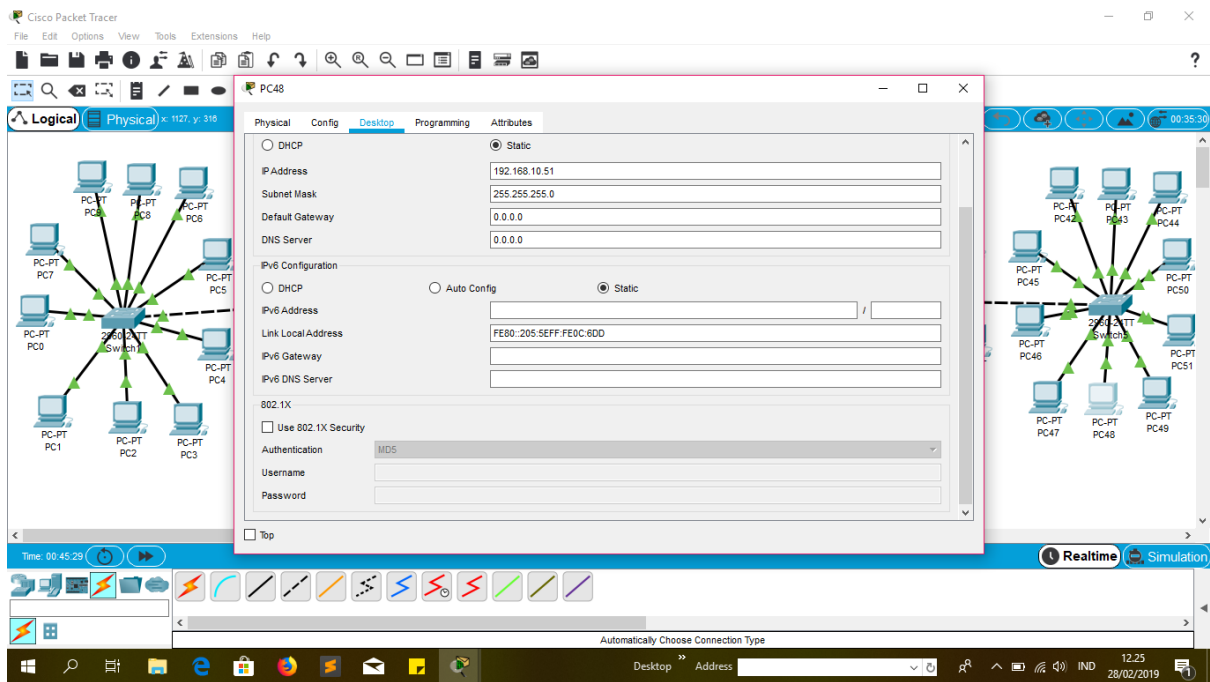 Cisco Packet Tracer
File Edit Options View Tools Extensions Help
?
PC48
Logical Physical x: 1127, y: 316
00:35:30
Physical Config Desktop Programming Attributes
DHCP Static
IP Address 192.168.10.51
Subnet Mask 255.255.255.0
Default Gateway 0.0.0.0
DNS Server 0.0.0.0
IPv6 Configuration
DHCP Auto Config Static
IPv6 Address /
Link Local Address FE80::205:5EFF:FE0C:6DD
IPv6 Gateway
IPv6 DNS Server
802.1X
Use 802.1X Security
Authentication MD5
Username
Password
Top
PC-PT
PC-PT
PC8
PC-PT
PC6
PC-PT
PC7
PC-PT
PC5
PC-PT
PC0
2960-24TT
Switch1
PC-PT
PC4
PC-PT
PC1
PC-PT
PC2
PC-PT
PC3
PC-PT
PC42
PC-PT
PC43
PC-PT
PC44
PC-PT
PC45
PC-PT
PC50
2960-24TT
Switch5
PC-PT
PC46
PC-PT
PC51
PC-PT
PC47
PC-PT
PC48
PC-PT
PC49
Time: 00:45:29
Realtime Simulation
Automatically Choose Connection Type
Desktop Address
IND
12.25
28/02/2019